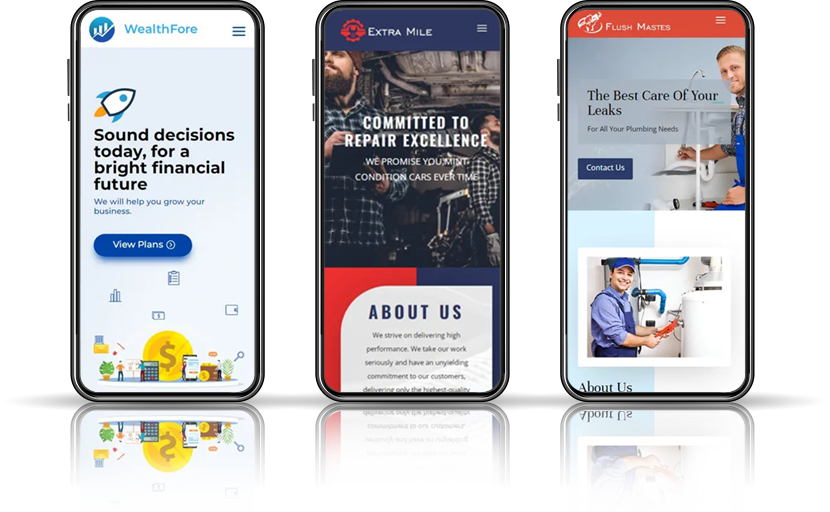 WealthFore
Sound decisions
today, for a
bright financial
future
We will help you grow your
business.
View Plans
$
EXTRA MILE
COMMITTED TO
REPAIR EXCELLENCE
WE PROMISE YOU MINT
CONDITION CARS EVER TIME
ABOUT US
We strive on delivering high
performance. We take our work
seriously and have an unyielding
commitment to our customers,
delivering only the highest-quality
FLUSH MASTES
The Best Care Of Your
Leaks
For All Your Plumbing Needs
Contact Us
About Us